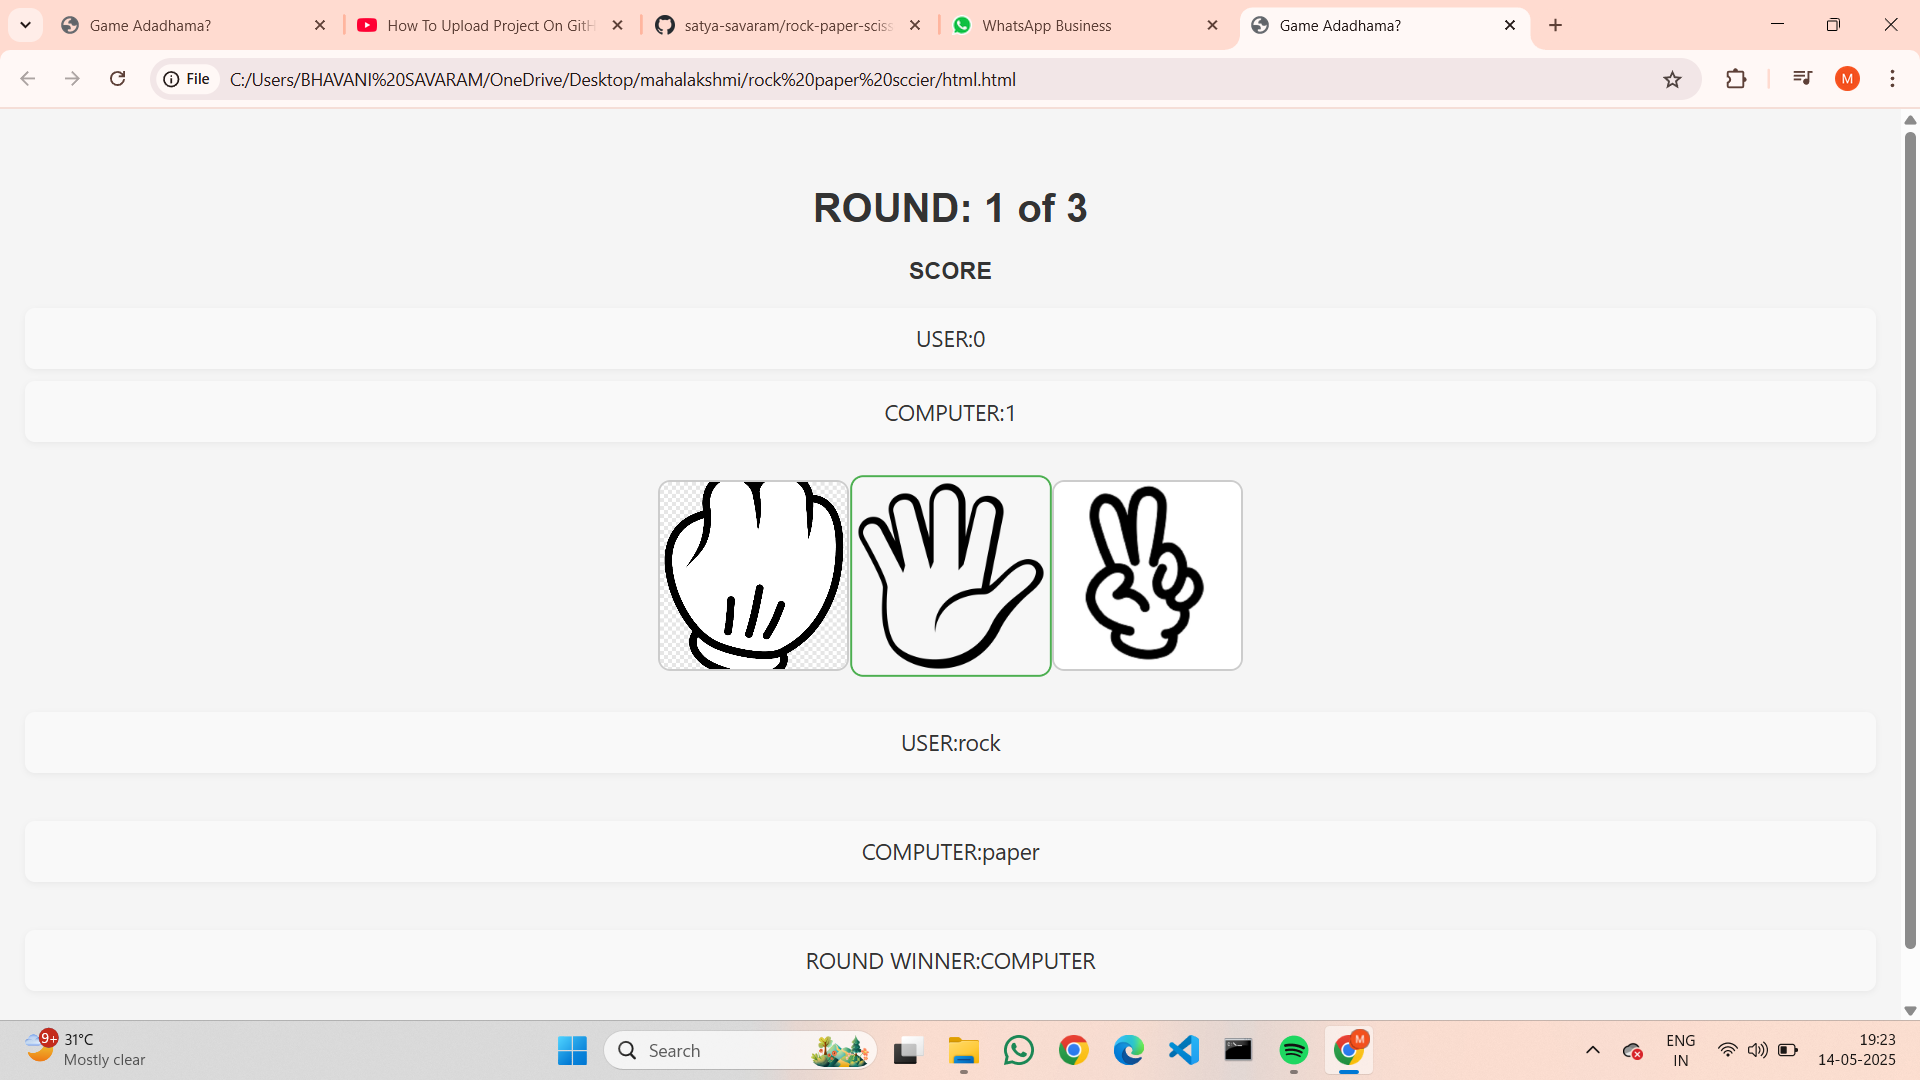 Game Adadhama?
How To Upload Project On GitH
satya-savaram/rock-paper-sciss
WhatsApp Business
Game Adadhama?
File
C:/Users/BHAVANI%20SAVARAM/OneDrive/Desktop/mahalakshmi/rock%20paper%20sccier/html.html
M
ROUND: 1 of 3
SCORE
USER:0
COMPUTER:1
USER:rock
COMPUTER:paper
ROUND WINNER:COMPUTER
9+
31°C
Mostly clear
Search
M
ENG
IN
19:23
14-05-2025